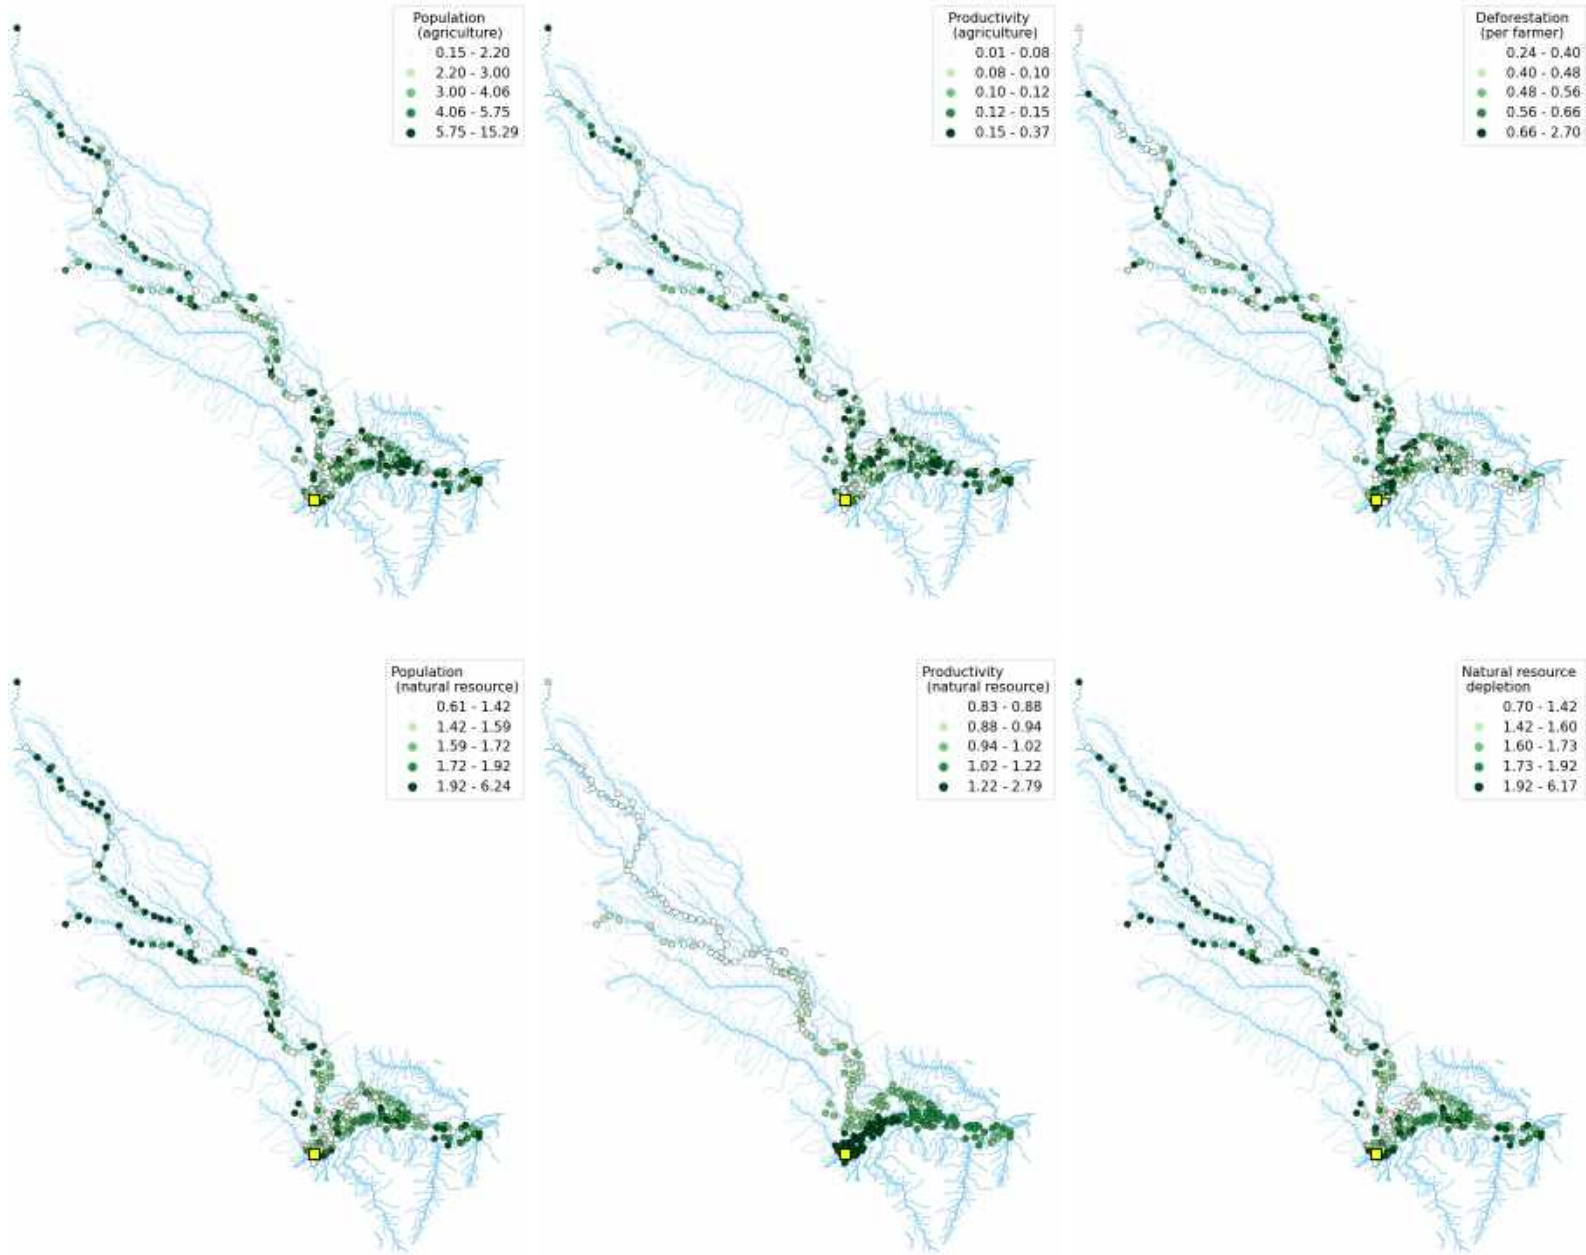 Population
(agriculture)
0.15 - 2.20
2.20 - 3.00
3.00 - 4.06
4.06 - 5.75
5.75 - 15.29
Productivity
(agriculture)
0.01 - 0.08
0.08 - 0.10
0.10 - 0.12
0.12 - 0.15
0.15 - 0.37
Deforestation
(per farmer)
0.24 - 0.40
0.40 - 0.48
0.48 - 0.56
0.56 - 0.66
0.66 - 2.70
Population
(natural resource)
0.61 - 1.42
1.42 - 1.59
1.59 - 1.72
1.72 - 1.92
1.92 - 6.24
Productivity
(natural resource)
0.83 - 0.88
0.88 - 0.94
0.94 - 1.02
1.02 - 1.22
1.22 - 2.79
Natural resource
depletion
0.70 - 1.42
1.42 - 1.60
1.60 - 1.73
1.73 - 1.92
1.92 - 6.17